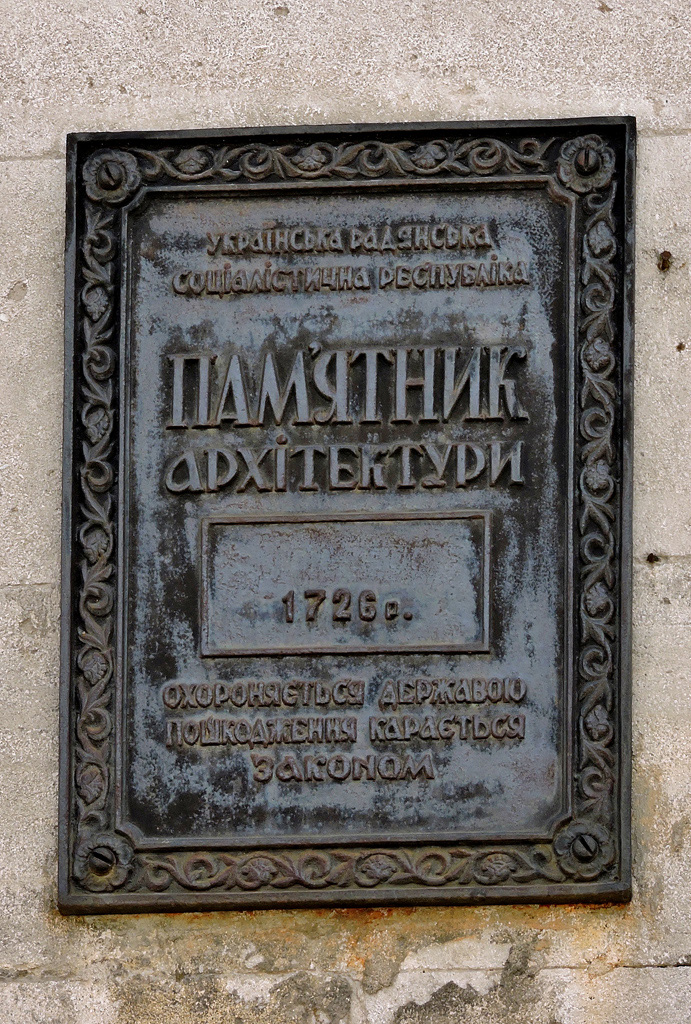 Українська Радянська
Соціалістична Республіка
ПАМ'ЯТНИК
АРХІТЕКТУРИ
1726 р.
Охороняється державою
пошкодження карається
законом